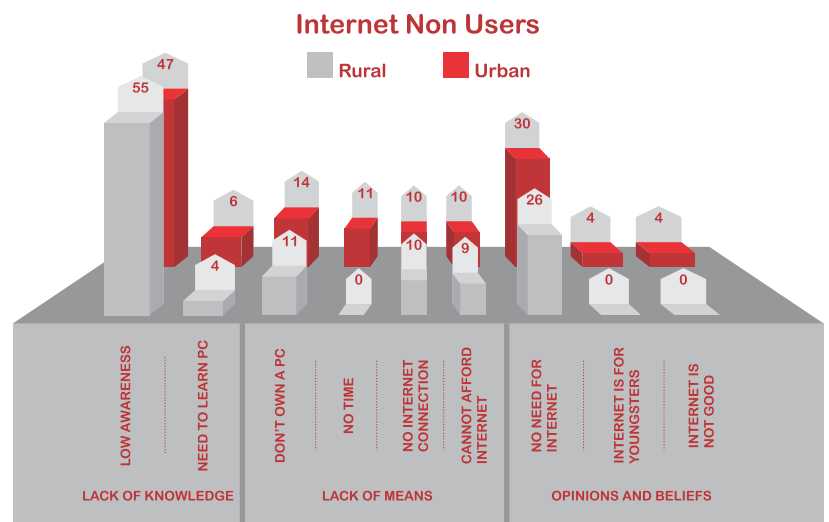 Internet Non Users
Rural
Urban
47
55
6
4
14
11
11
0
10
10
10
9
30
26
4
0
4
0
LOW AWARENESS
NEED TO LEARN PC
DON'T OWN A PC
NO TIME
NO INTERNET
CONNECTION
CANNOT AFFORD
INTERNET
NO NEED FOR
INTERNET
INTERNET IS FOR
YOUNGSTERS
INTERNET IS
NOT GOOD
LACK OF KNOWLEDGE
LACK OF MEANS
OPINIONS AND BELIEFS